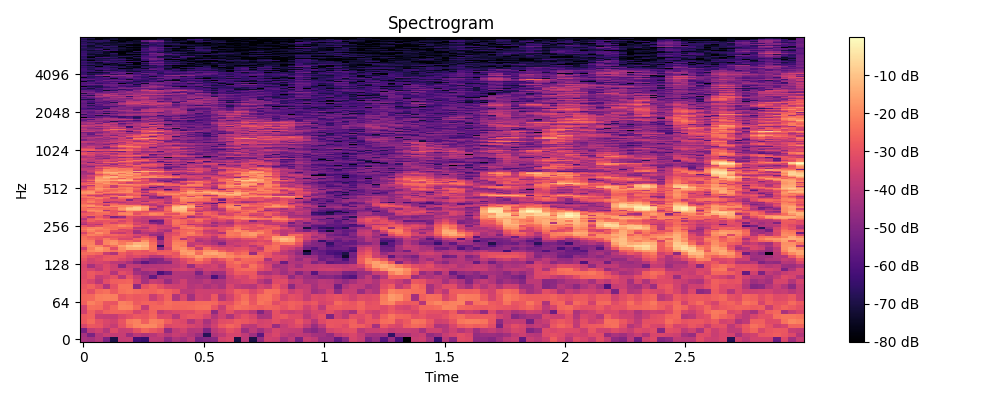 Spectrogram
4096
2048
1024
512
256
128
64
0
Hz
0
0.5
1
1.5
2
2.5
Time
-10 dB
-20 dB
-30 dB
-40 dB
-50 dB
-60 dB
-70 dB
-80 dB